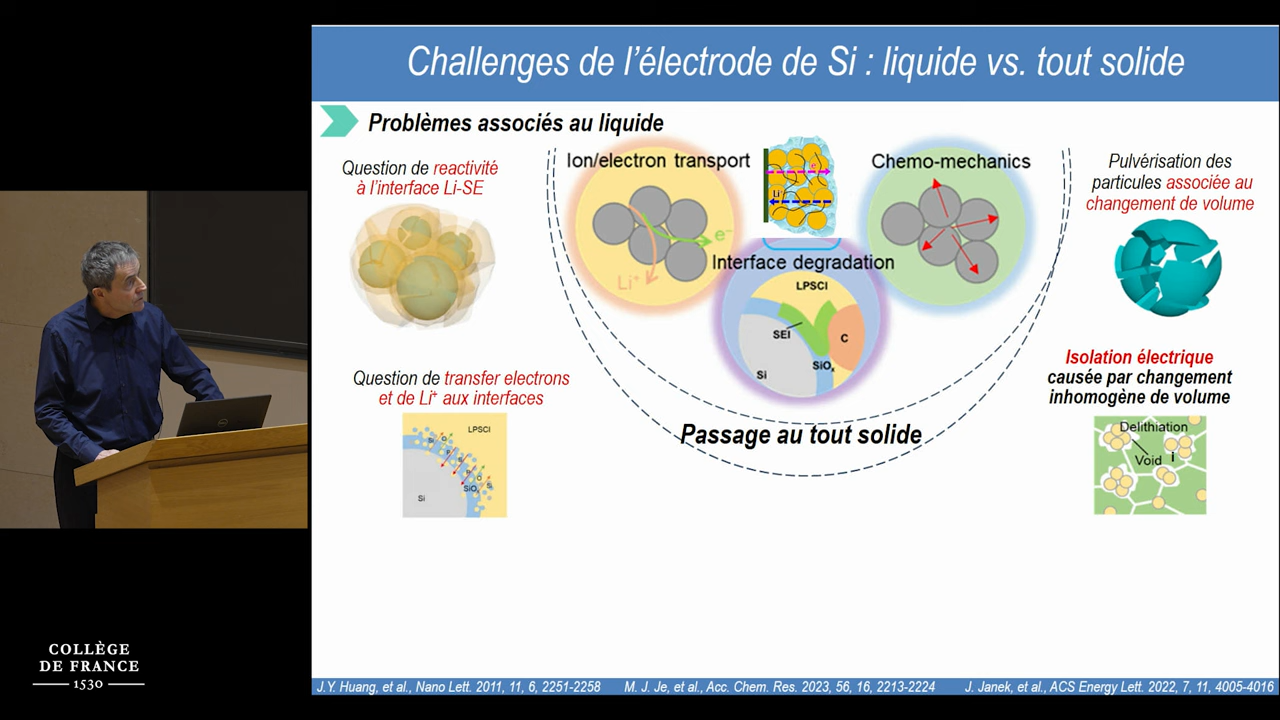 Challenges de l'électrode de Si : liquide vs. tout solide
Problèmes associés au liquide
Question de reactivité
à l'interface Li-SE
Ion/electron transport
e⁻
Li⁺
e⁻
Li⁺
Chemo-mechanics
Pulvérisation des
particules associée au
changement de volume
Interface degradation
LPSCI
SEI
C
SiOₓ
Si
Question de transfer electrons
et de Li⁺ aux interfaces
LPSCI
SiOₓ
Si
Passage au tout solide
Isolation électrique
causée par changement
inhomogène de volume
Delithiation
Void i
COLLÈGE
DE FRANCE
1530
J.Y. Huang, et al., Nano Lett. 2011, 11, 6, 2251-2258
M. J. Je, et al., Acc. Chem. Res. 2023, 56, 16, 2213-2224
J. Janek, et al., ACS Energy Lett. 2022, 7, 11, 4005-4016